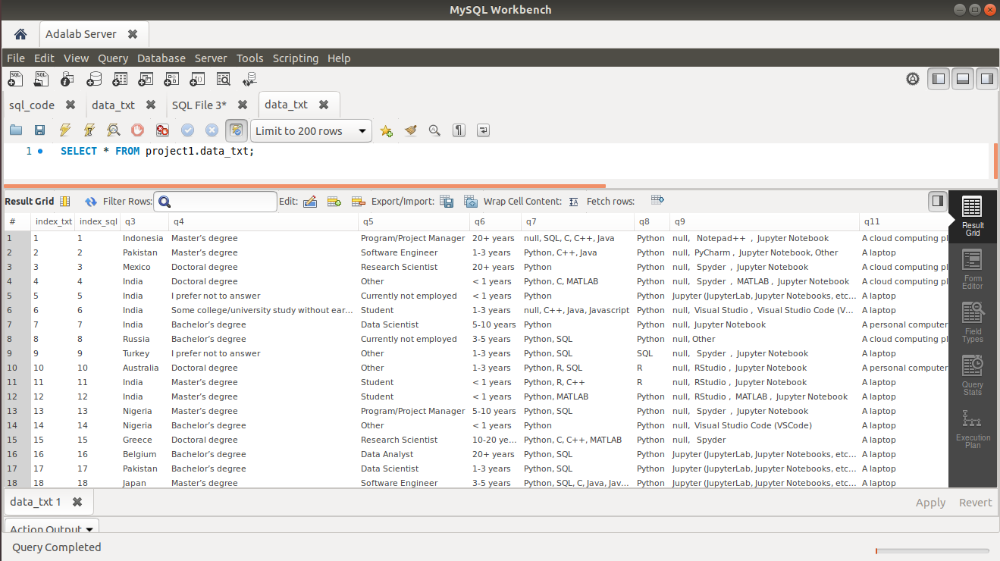 MySQL Workbench
Adalab Server
File Edit View Query Database Server Tools Scripting Help
sql_code data_txt SQL File 3* data_txt
Limit to 200 rows
1 SELECT * FROM project1.data_txt;
Result Grid Filter Rows: Edit: Export/Import: Wrap Cell Content: Fetch rows:
# index_txt index_sql q3 q4 q5 q6 q7 q8 q9 q11
1 1 1 Indonesia Master's degree Program/Project Manager 20+ years null, SQL, C, C++, Java Python null, Notepad++ , Jupyter Notebook A cloud computing pl
2 2 2 Pakistan Master's degree Software Engineer 1-3 years Python, C++, Java Python null, PyCharm , Jupyter Notebook, Other A laptop
3 3 3 Mexico Doctoral degree Research Scientist 20+ years Python Python null, Spyder , Jupyter Notebook A cloud computing pl
4 4 4 India Doctoral degree Other < 1 years Python, C, MATLAB Python null, Spyder , MATLAB , Jupyter Notebook A cloud computing pl
5 5 5 India I prefer not to answer Currently not employed < 1 years Python Python Jupyter (JupyterLab, Jupyter Notebooks, etc... A laptop
6 6 6 India Some college/university study without ear... Student 1-3 years null, C++, Java, Javascript Python null, Visual Studio , Visual Studio Code (V... A laptop
7 7 7 India Bachelor's degree Data Scientist 5-10 years Python Python null, Jupyter Notebook A personal computer
8 8 8 Russia Bachelor's degree Currently not employed 3-5 years Python, SQL Python null, Other A cloud computing pl
9 9 9 Turkey I prefer not to answer Other 1-3 years Python, SQL SQL null, Spyder , Jupyter Notebook A laptop
10 10 10 Australia Doctoral degree Other 1-3 years Python, R, SQL R null, RStudio , Jupyter Notebook A personal computer
11 11 11 India Master's degree Student < 1 years Python, R, C++ R null, RStudio , Jupyter Notebook A laptop
12 12 12 India Master's degree Student < 1 years Python, MATLAB Python null, RStudio , MATLAB , Jupyter Notebook A laptop
13 13 13 Nigeria Master's degree Program/Project Manager 5-10 years Python, SQL Python null, Spyder , Jupyter Notebook A laptop
14 14 14 Nigeria Bachelor's degree Other < 1 years Python Python null, Visual Studio Code (VSCode) A laptop
15 15 15 Greece Doctoral degree Research Scientist 10-20 ye... Python, C, C++, MATLAB Python null, Spyder A laptop
16 16 16 Belgium Bachelor's degree Data Analyst 20+ years Python, SQL Python Jupyter (JupyterLab, Jupyter Notebooks, etc... A laptop
17 17 17 Pakistan Bachelor's degree Data Scientist 1-3 years Python, SQL Python Jupyter (JupyterLab, Jupyter Notebooks, etc... A laptop
18 18 18 Japan Master's degree Software Engineer 3-5 years Python, SQL, C, Java, Jav... Python Jupyter (JupyterLab, Jupyter Notebooks, etc... A laptop
Result
Grid
Form
Editor
Field
Types
Query
Stats
Execution
Plan
data_txt 1 Apply Revert
Action Output
Query Completed